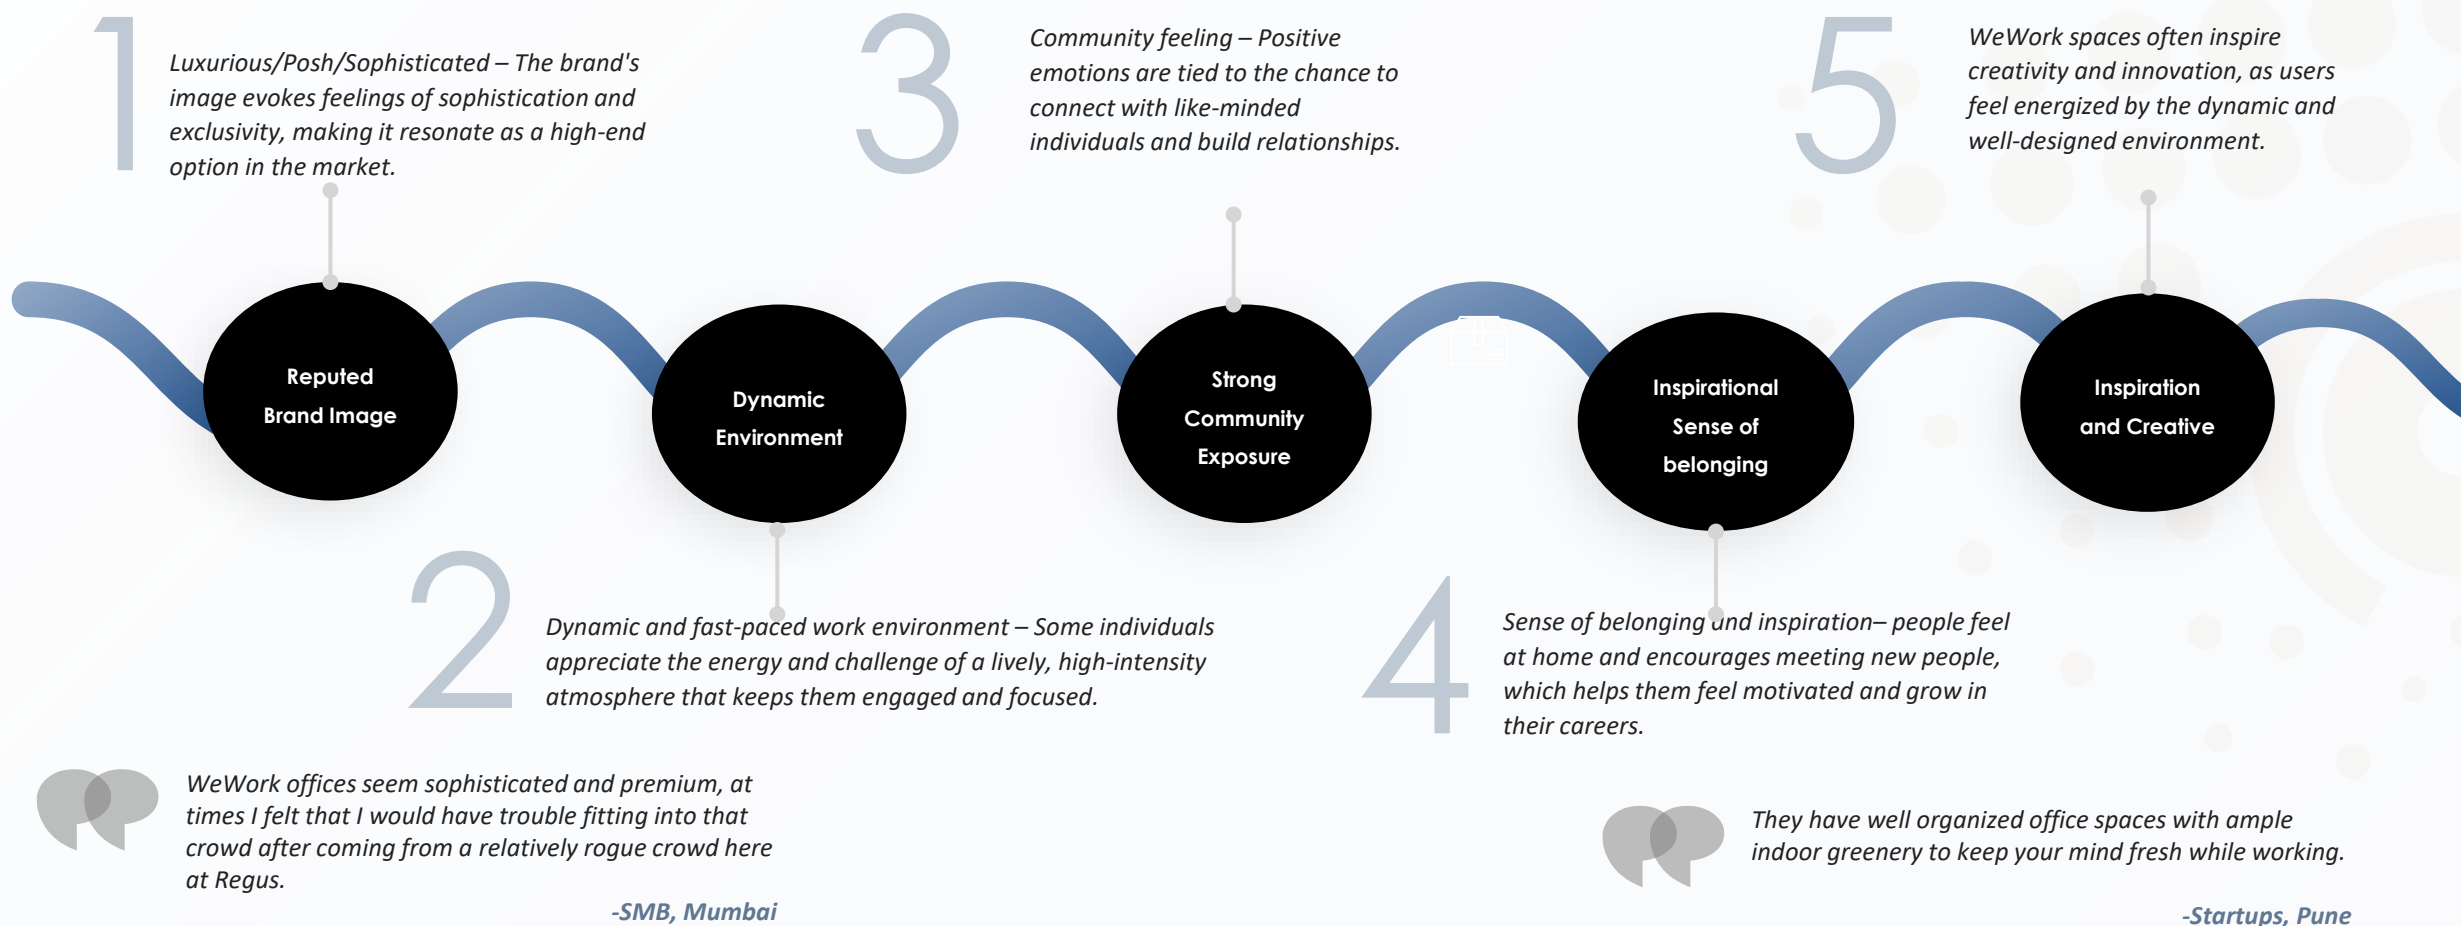 1
Luxurious/Posh/Sophisticated – The brand's
image evokes feelings of sophistication and
exclusivity, making it resonate as a high-end
option in the market.
3
Community feeling – Positive
emotions are tied to the chance to
connect with like-minded
individuals and build relationships.
5
WeWork spaces often inspire
creativity and innovation, as users
feel energized by the dynamic and
well-designed environment.
Reputed
Brand Image
Dynamic
Environment
Strong
Community
Exposure
Inspirational
Sense of
belonging
Inspiration
and Creative
2
Dynamic and fast-paced work environment – Some individuals
appreciate the energy and challenge of a lively, high-intensity
atmosphere that keeps them engaged and focused.
4
Sense of belonging and inspiration– people feel
at home and encourages meeting new people,
which helps them feel motivated and grow in
their careers.
WeWork offices seem sophisticated and premium, at
times I felt that I would have trouble fitting into that
crowd after coming from a relatively rogue crowd here
at Regus.
-SMB, Mumbai
They have well organized office spaces with ample
indoor greenery to keep your mind fresh while working.
-Startups, Pune